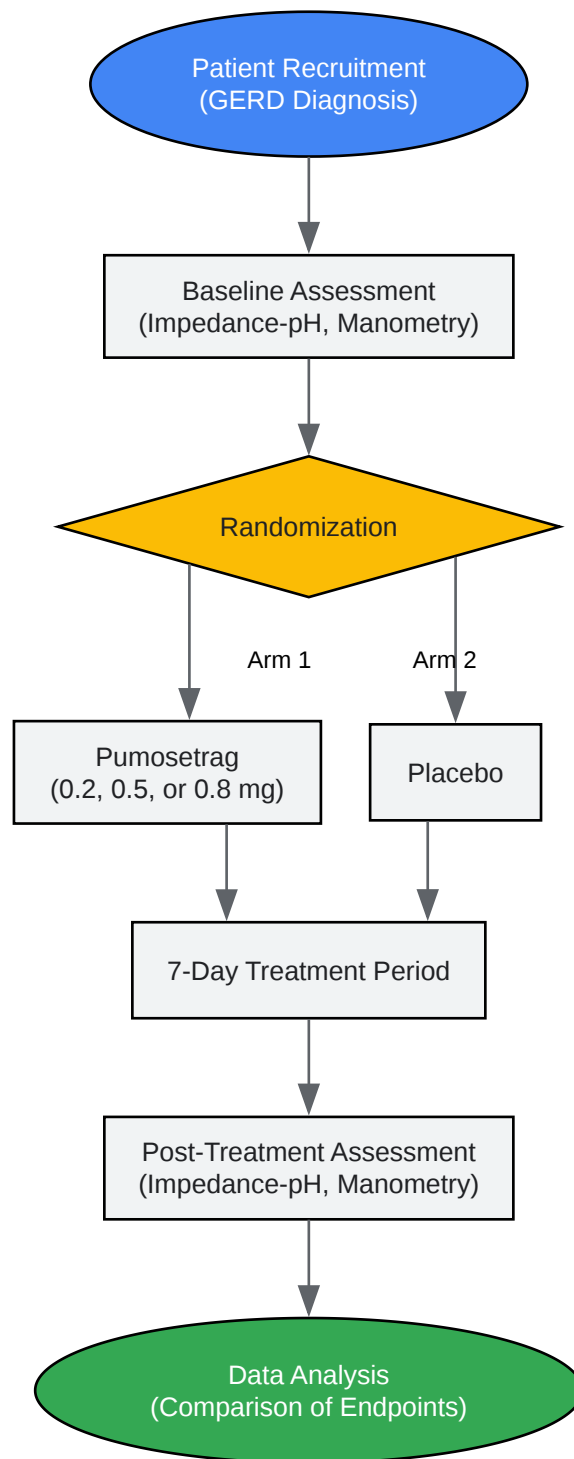 Patient Recruitment
(GERD Diagnosis)
Baseline Assessment
(Impedance-pH, Manometry)
Randomization
Arm 1
Arm 2
Pumosetrag
(0.2, 0.5, or 0.8 mg)
Placebo
7-Day Treatment Period
Post-Treatment Assessment
(Impedance-pH, Manometry)
Data Analysis
(Comparison of Endpoints)